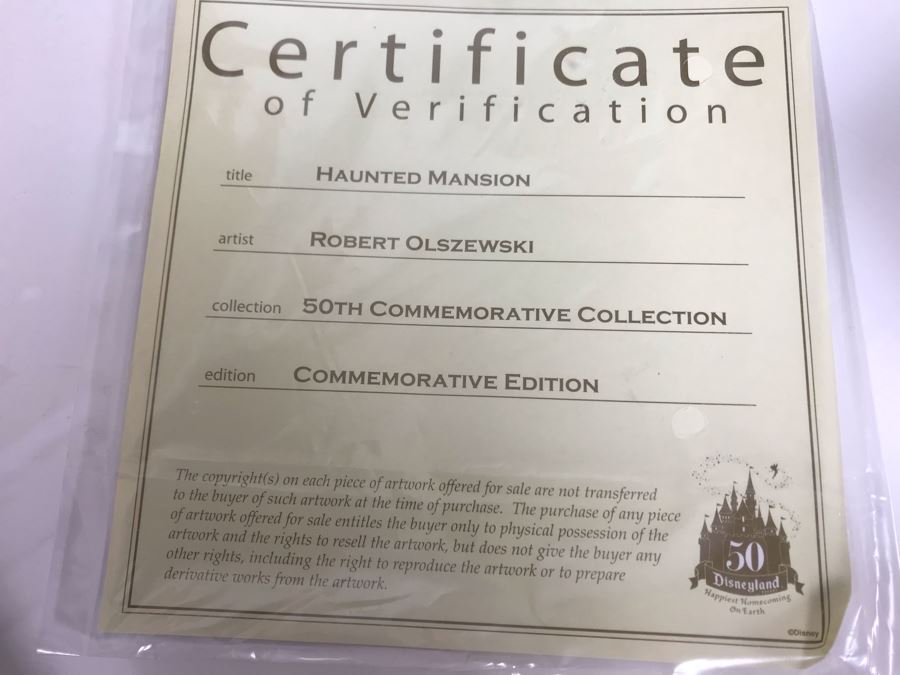 Certificate
of Verification
title HAUNTED MANSION
artist ROBERT OLSZEWSKI
collection 50TH COMMEMORATIVE COLLECTION
edition COMMEMORATIVE EDITION
The copyright(s) on each piece of artwork offered for sale are not transferred
to the buyer of such artwork at the time of purchase. The purchase of any piece
of artwork offered for sale entitles the buyer only to physical possession of the
artwork and the rights to resell the artwork, but does not give the buyer any
other rights, including the right to reproduce the artwork or to prepare
derivative works from the artwork.
50
Disneyland
Happiest Homecoming
On Earth
©Disney